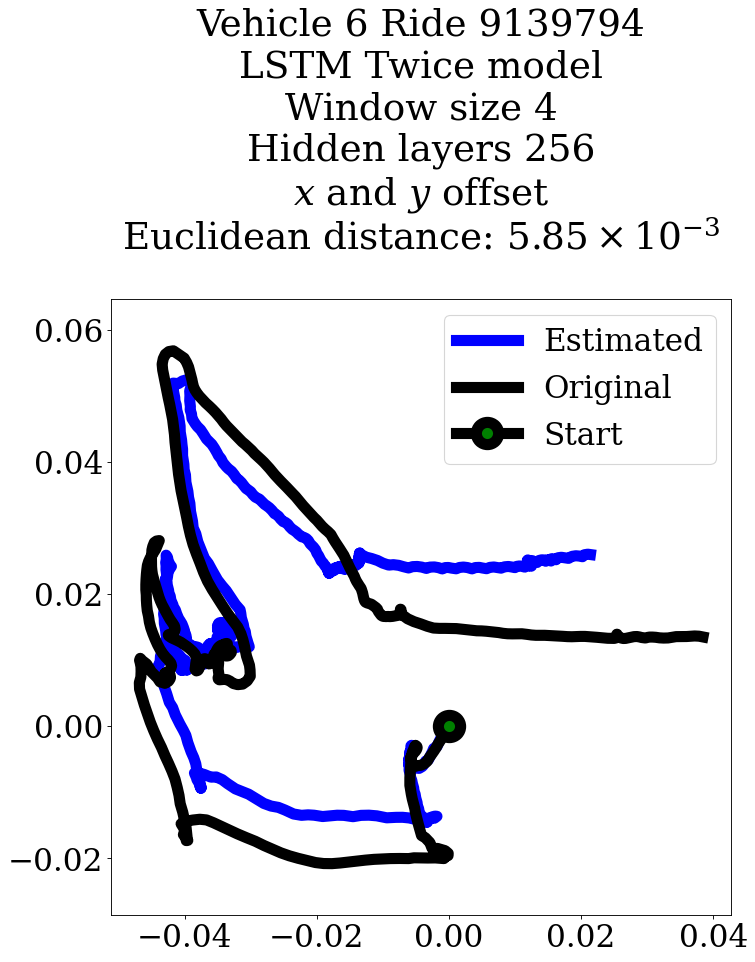 Vehicle 6 Ride 9139794
LSTM Twice model
Window size 4
Hidden layers 256
x and y offset
Euclidean distance: 5.85 × 10⁻³
Estimated
Original
Start
0.06
0.04
0.02
0.00
−0.02
−0.04 −0.02 0.00 0.02 0.04